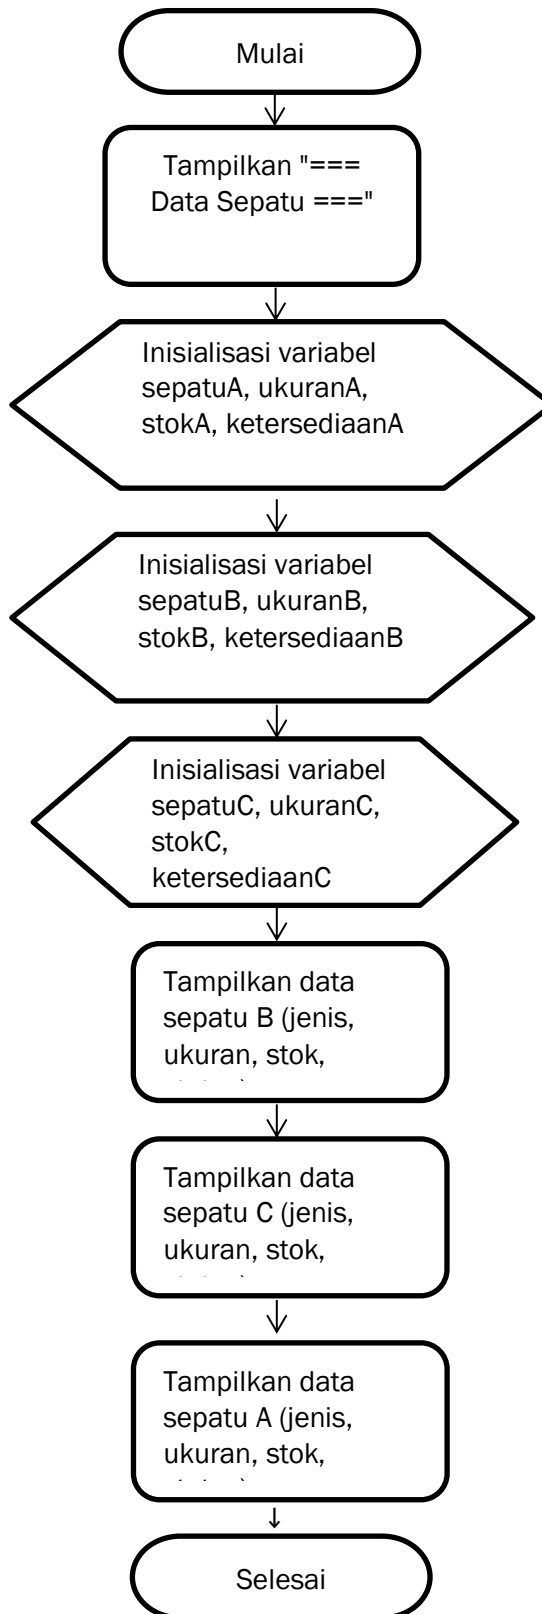 Mulai
Tampilkan "===
Data Sepatu ==="
Inisialisasi variabel
sepatuA, ukuranA,
stokA, ketersediaanA
Inisialisasi variabel
sepatuB, ukuranB,
stokB, ketersediaanB
Inisialisasi variabel
sepatuC, ukuranC,
stokC,
ketersediaanC
Tampilkan data
sepatu B (jenis,
ukuran, stok,
Tampilkan data
sepatu C (jenis,
ukuran, stok,
Tampilkan data
sepatu A (jenis,
ukuran, stok,
Selesai